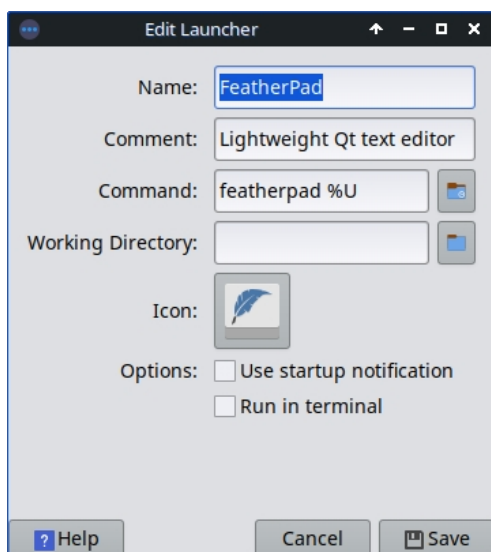 Edit Launcher
Name: FeatherPad
Comment: Lightweight Qt text editor
Command: featherpad %U
Working Directory:
Icon:
Options: Use startup notification
Run in terminal
? Help Cancel Save